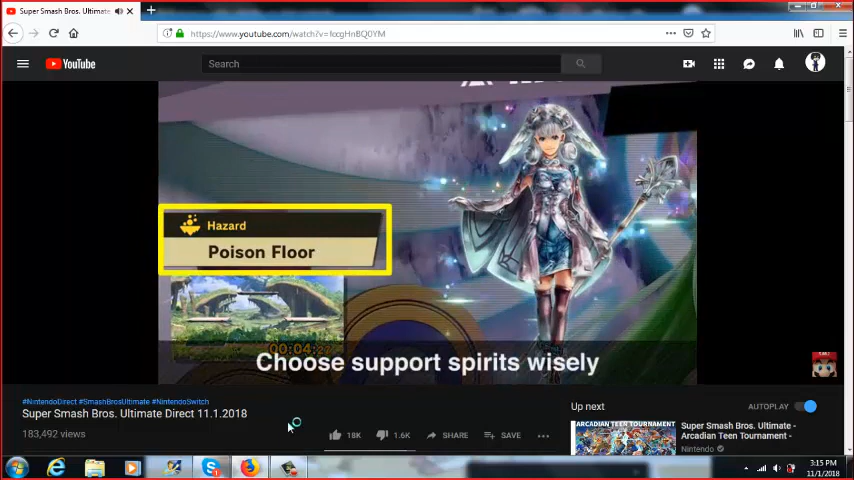 Super Smash Bros. Ultimate
https://www.youtube.com/watch?v=fccgHnBQ0YM
YouTube
Search
Hazard
Poison Floor
00:04:27
Choose support spirits wisely
#NintendoDirect #SmashBrosUltimate #NintendoSwitch
Super Smash Bros. Ultimate Direct 11.1.2018
183,492 views
18K
1.6K
SHARE
SAVE
Up next
AUTOPLAY
ARCADIAN TEEN TOURNAMENT
Super Smash Bros. Ultimate -
Arcadian Teen Tournament -
Nintendo
3:15 PM
11/1/2018